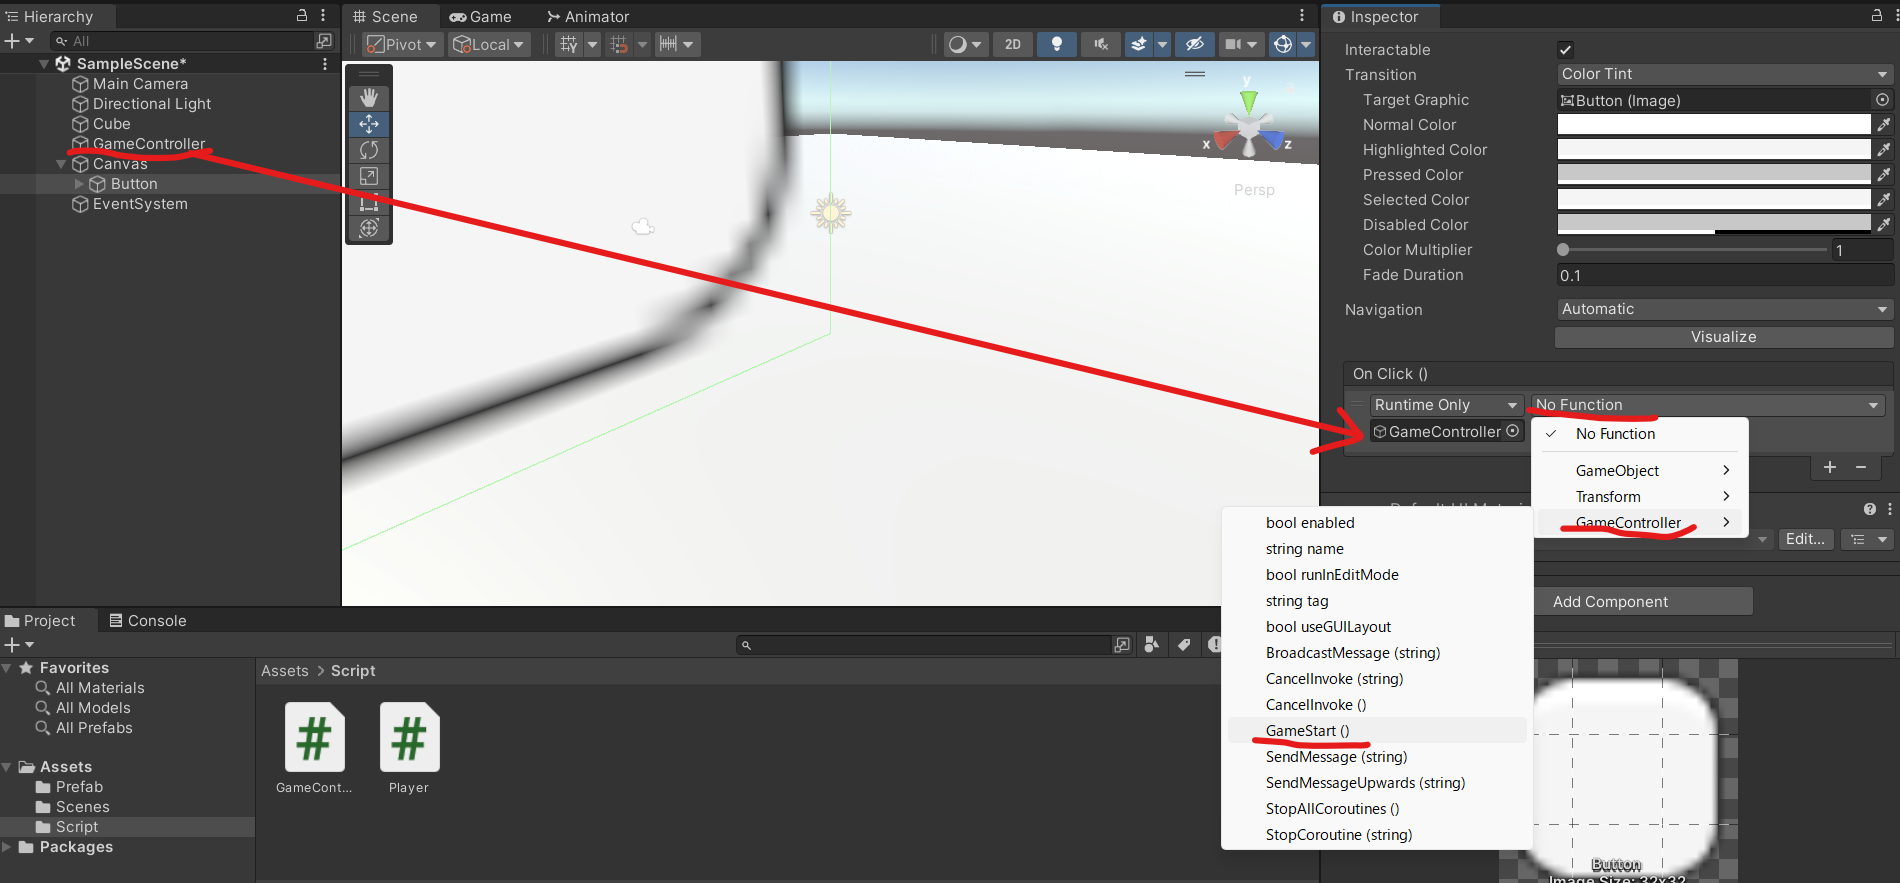 Hierarchy
All
SampleScene*
Main Camera
Directional Light
Cube
GameController
Canvas
Button
EventSystem
Scene
Game
Animator
Pivot
Local
2D
y
x
z
Persp
Inspector
Interactable
Transition
Color Tint
Target Graphic
Button (Image)
Normal Color
Highlighted Color
Pressed Color
Selected Color
Disabled Color
Color Multiplier
1
Fade Duration
0.1
Navigation
Automatic
Visualize
On Click ()
Runtime Only
No Function
GameController
No Function
GameObject
Transform
GameController
Edit...
Add Component
bool enabled
string name
bool runInEditMode
string tag
bool useGUILayout
BroadcastMessage (string)
CancelInvoke (string)
CancelInvoke ()
GameStart ()
SendMessage (string)
SendMessageUpwards (string)
StopAllCoroutines ()
StopCoroutine (string)
Project
Console
Favorites
All Materials
All Models
All Prefabs
Assets
Prefab
Scenes
Script
Packages
Assets > Script
GameCont...
Player
Button
Image Size: 32x32